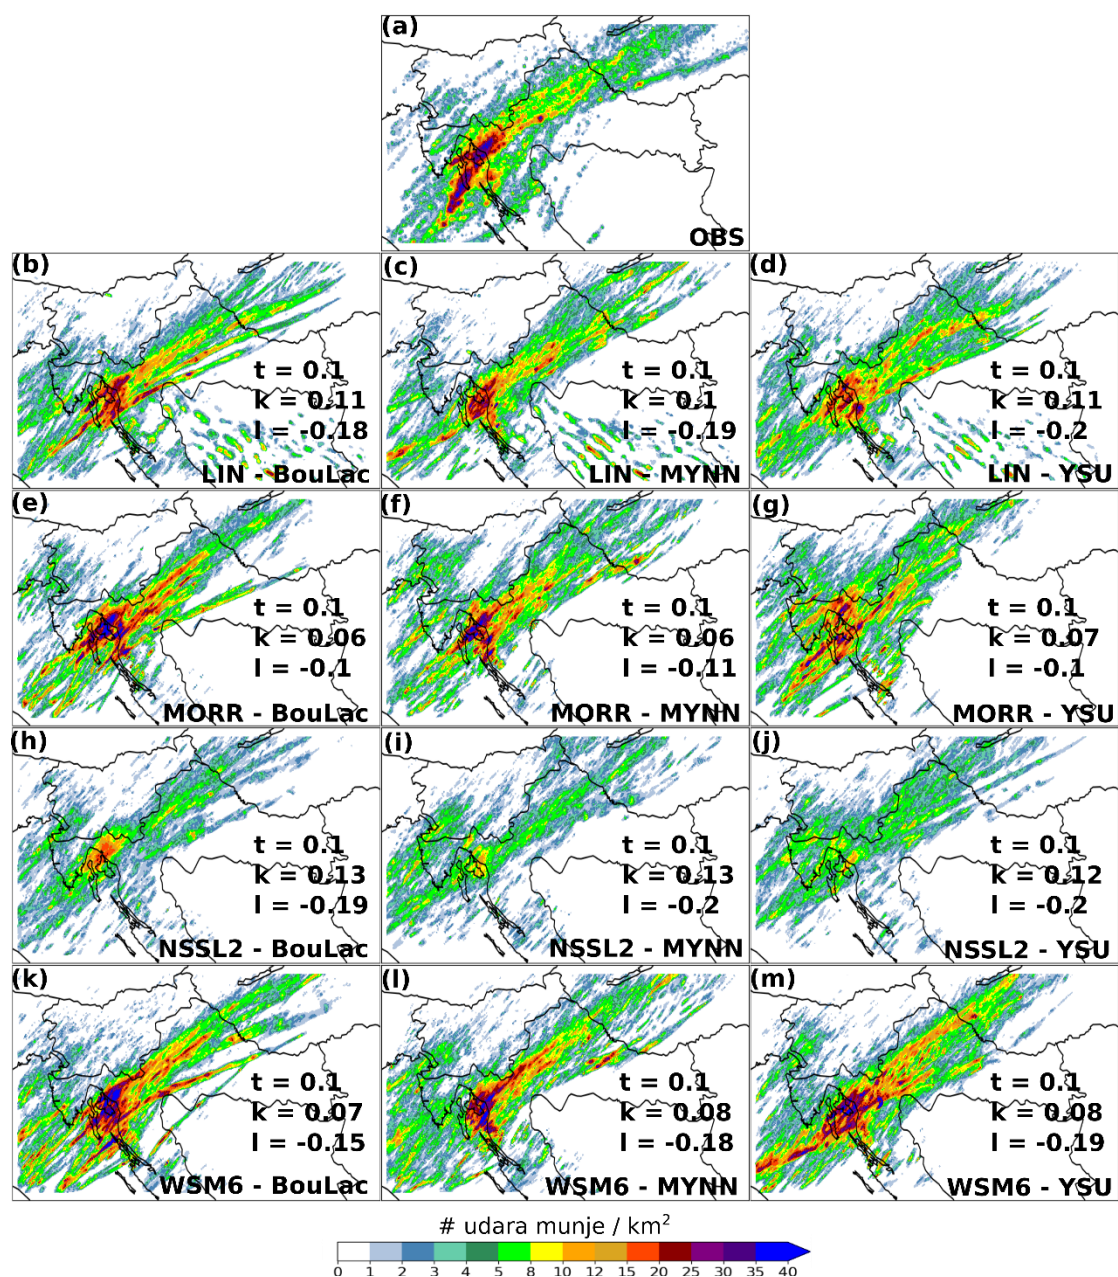 (a)
OBS
(b)
t = 0.1
k = 0.11
l = -0.18
LIN - BouLac
(c)
t = 0.1
k = 0.1
l = -0.19
LIN - MYNN
(d)
t = 0.1
k = 0.11
l = -0.2
LIN - YSU
(e)
t = 0.1
k = 0.06
l = -0.1
MORR - BouLac
(f)
t = 0.1
k = 0.06
l = -0.11
MORR - MYNN
(g)
t = 0.1
k = 0.07
l = -0.1
MORR - YSU
(h)
t = 0.1
k = 0.13
l = -0.19
NSSL2 - BouLac
(i)
t = 0.1
k = 0.13
l = -0.2
NSSL2 - MYNN
(j)
t = 0.1
k = 0.12
l = -0.2
NSSL2 - YSU
(k)
t = 0.1
k = 0.07
l = -0.15
WSM6 - BouLac
(l)
t = 0.1
k = 0.08
l = -0.18
WSM6 - MYNN
(m)
t = 0.1
k = 0.08
l = -0.19
WSM6 - YSU
# udara munje / km²
0 1 2 3 4 5 8 10 12 15 20 25 30 35 40